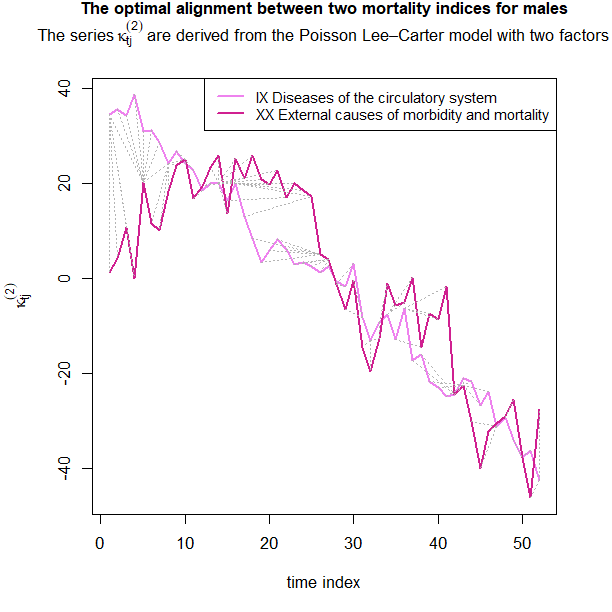 The optimal alignment between two mortality indices for males
The series κtj(2) are derived from the Poisson Lee–Carter model with two factors
IX Diseases of the circulatory system
XX External causes of morbidity and mortality
40
20
0
-20
-40
κtj(2)
0 10 20 30 40 50
time index